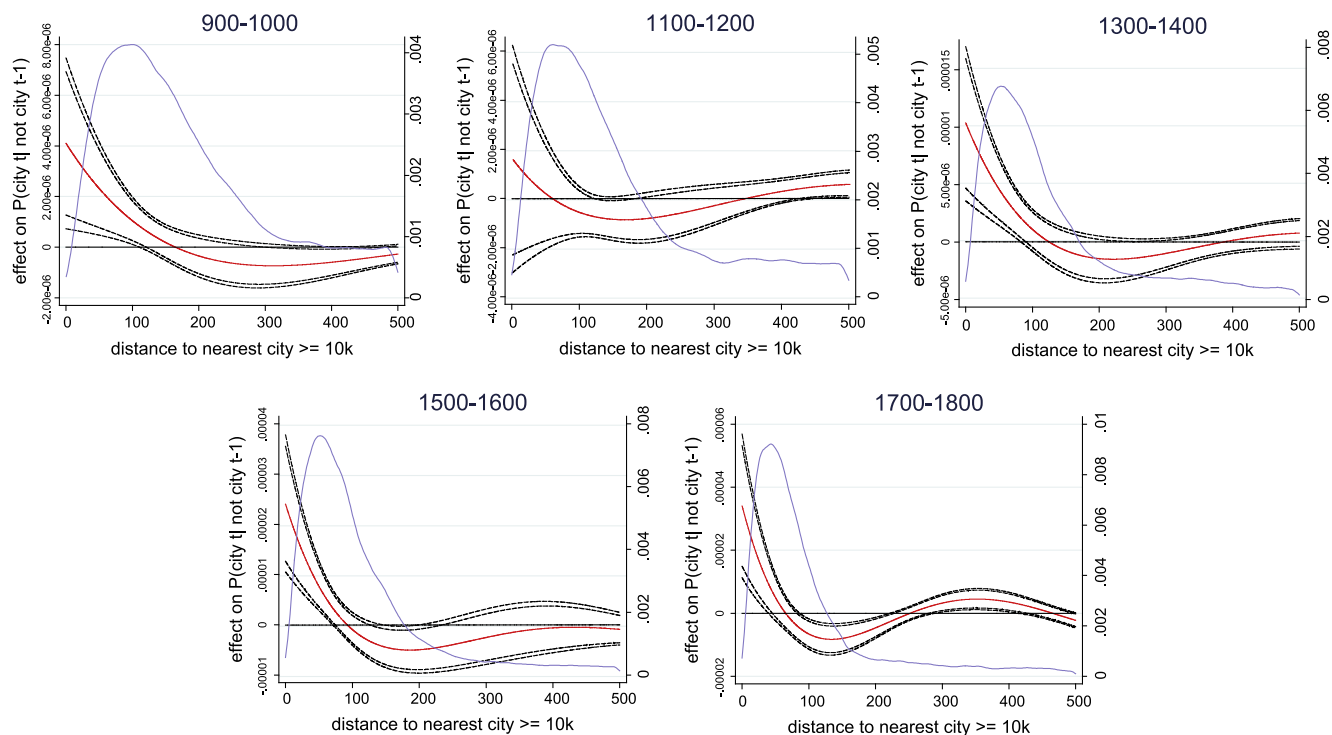 900-1000
effect on P(city t| not city t-1)
-2.00e-06 0 2.00e-06 4.00e-06 6.00e-06 8.00e-06
0 .001 .002 .003 .004
0 100 200 300 400 500
distance to nearest city >= 10k
1100-1200
effect on P(city t| not city t-1)
-4.00e-06 -2.00e-06 0 2.00e-06 4.00e-06 6.00e-06
0 .001 .002 .003 .004 .005
0 100 200 300 400 500
distance to nearest city >= 10k
1300-1400
effect on P(city t| not city t-1)
-5.00e-06 0 5.00e-06 .00001 .000015
0 .002 .004 .006 .008
0 100 200 300 400 500
distance to nearest city >= 10k
1500-1600
effect on P(city t| not city t-1)
-.00001 0 .00001 .00002 .00003 .00004
0 .002 .004 .006 .008
0 100 200 300 400 500
distance to nearest city >= 10k
1700-1800
effect on P(city t| not city t-1)
-.00002 0 .00002 .00004 .00006
0 .002 .004 .006 .008 .01
0 100 200 300 400 500
distance to nearest city >= 10k